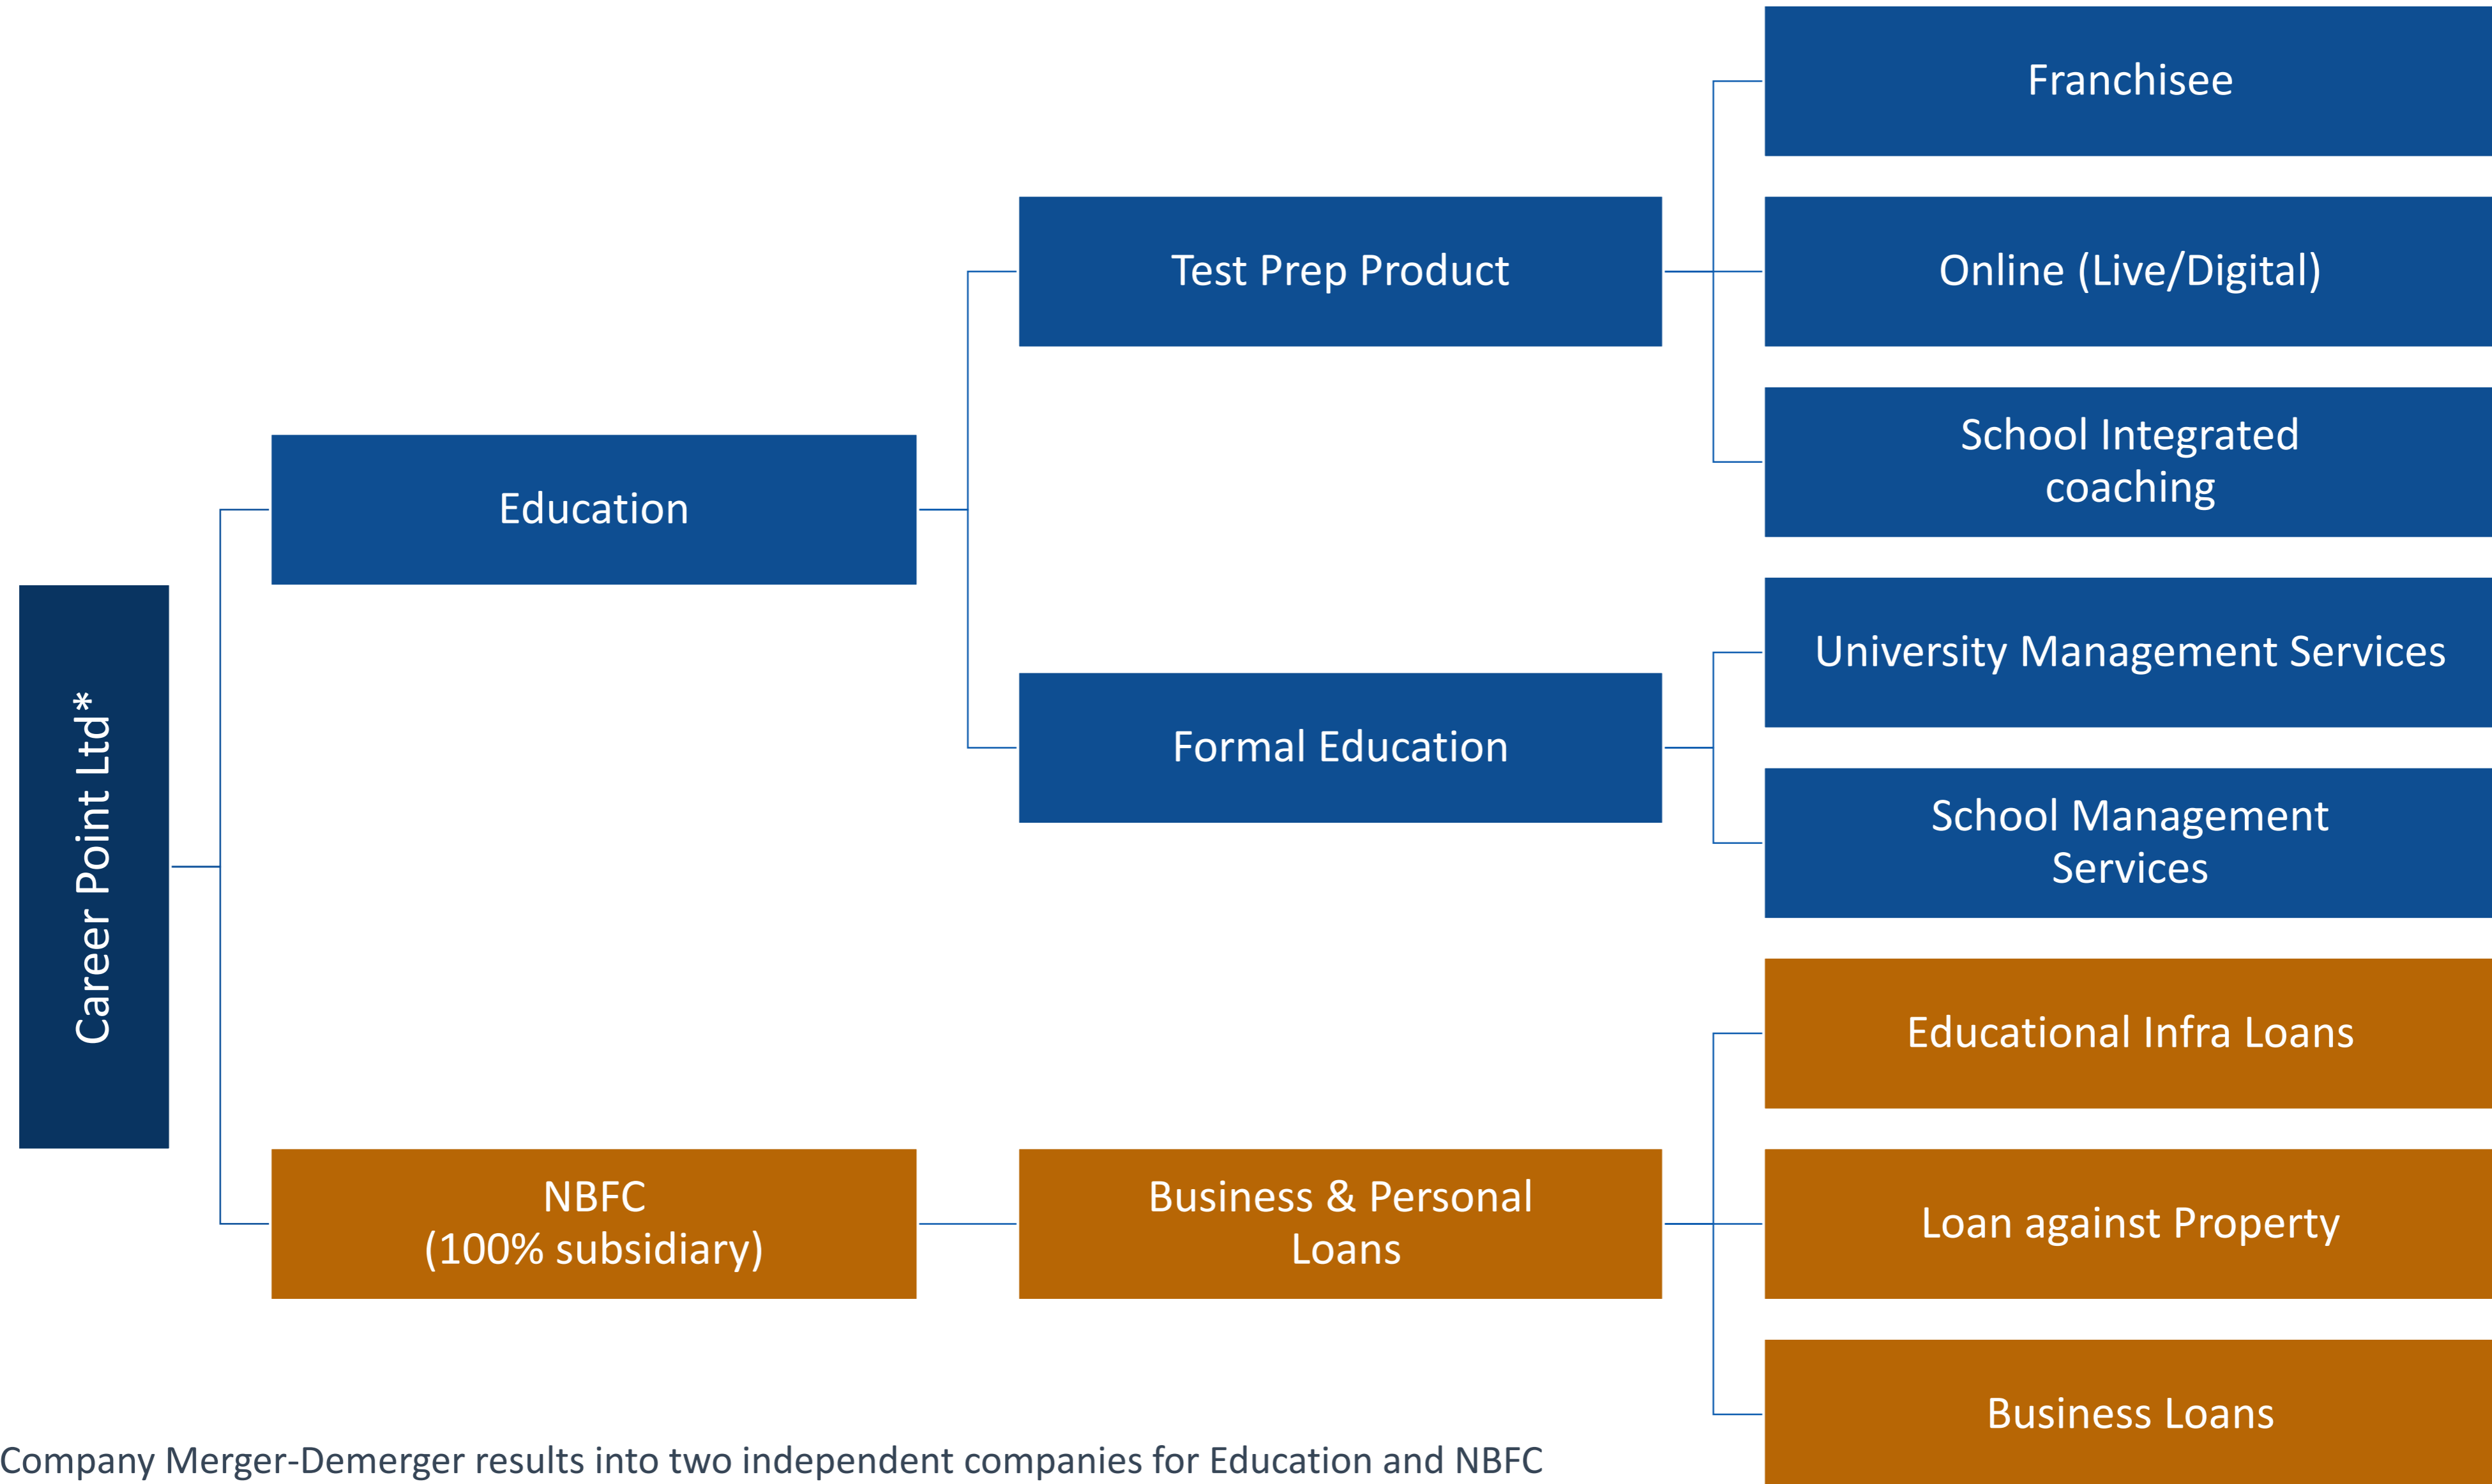 Career Point Ltd*
Education
Test Prep Product
Franchisee
Online (Live/Digital)
School Integrated
coaching
Formal Education
University Management Services
School Management
Services
NBFC
(100% subsidiary)
Business & Personal
Loans
Educational Infra Loans
Loan against Property
Business Loans
Company Merger-Demerger results into two independent companies for Education and NBFC